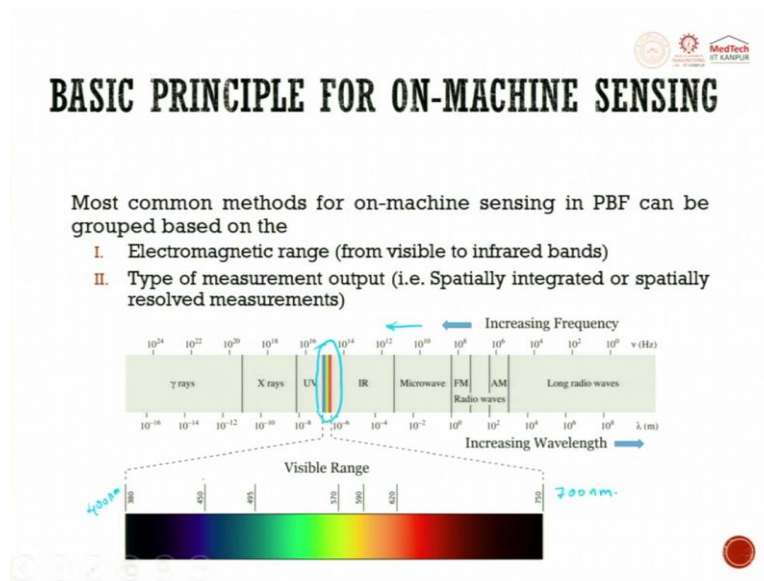 MedTech
IIT KANPUR
BASIC PRINCIPLE FOR ON-MACHINE SENSING
Most common methods for on-machine sensing in PBF can be
grouped based on the
I. Electromagnetic range (from visible to infrared bands)
II. Type of measurement output (i.e. Spatially integrated or spatially
resolved measurements)
Increasing Frequency
10²⁴ 10²² 10²⁰ 10¹⁸ 10¹⁶ 10¹⁴ 10¹² 10¹⁰ 10⁸ 10⁶ 10⁴ 10² 10⁰ ν (Hz)
γ rays X rays UV IR Microwave FM AM Long radio waves
Radio waves
10⁻¹⁶ 10⁻¹⁴ 10⁻¹² 10⁻¹⁰ 10⁻⁸ 10⁻⁶ 10⁻⁴ 10⁻² 10⁰ 10² 10⁴ 10⁶ 10⁸ λ (m)
Increasing Wavelength
Visible Range
400nm 380 450 495 570 590 620 750 700nm.